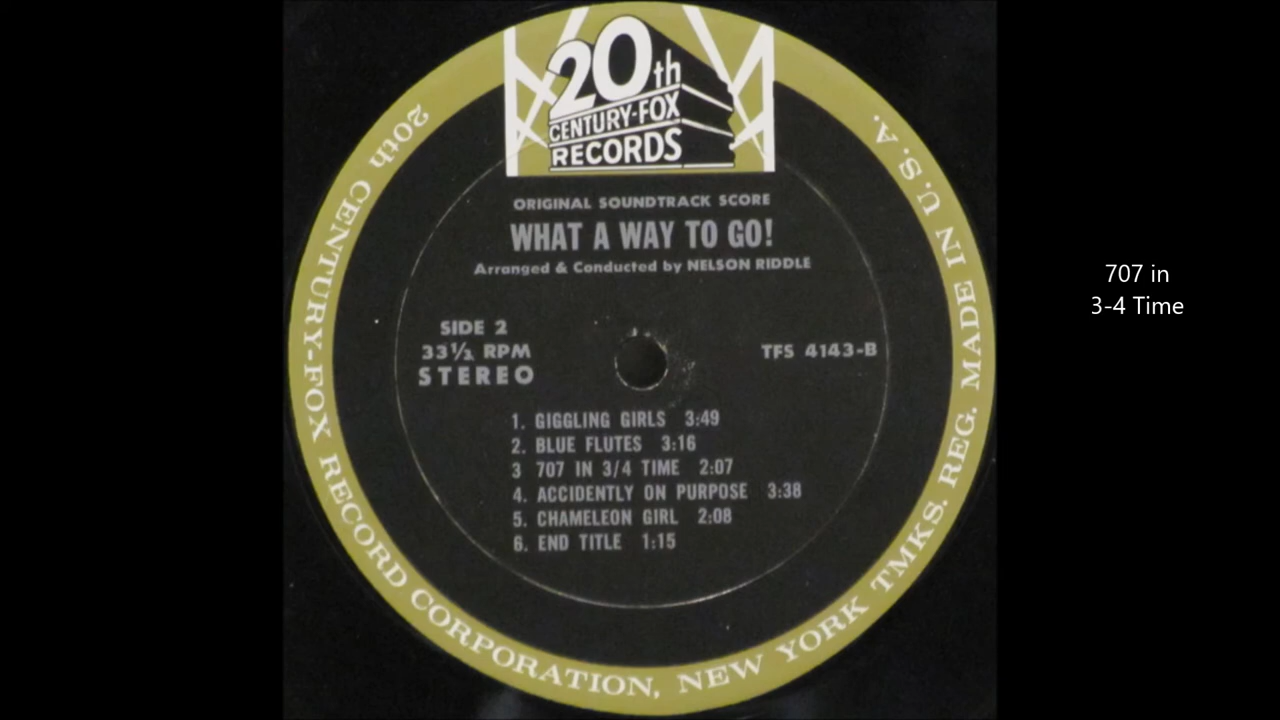 20th
CENTURY-FOX
RECORDS
ORIGINAL SOUNDTRACK SCORE
WHAT A WAY TO GO!
Arranged & Conducted by NELSON RIDDLE
SIDE 2
33 1/3 RPM
STEREO
TFS 4143-B
1. GIGGLING GIRLS 3:49
2. BLUE FLUTES 3:16
3 707 IN 3/4 TIME 2:07
4. ACCIDENTLY ON PURPOSE 3:38
5. CHAMELEON GIRL 2:08
6. END TITLE 1:15
20th CENTURY-FOX RECORD CORPORATION, NEW YORK TMKS. REG. MADE IN U.S.A.
707 in
3-4 Time